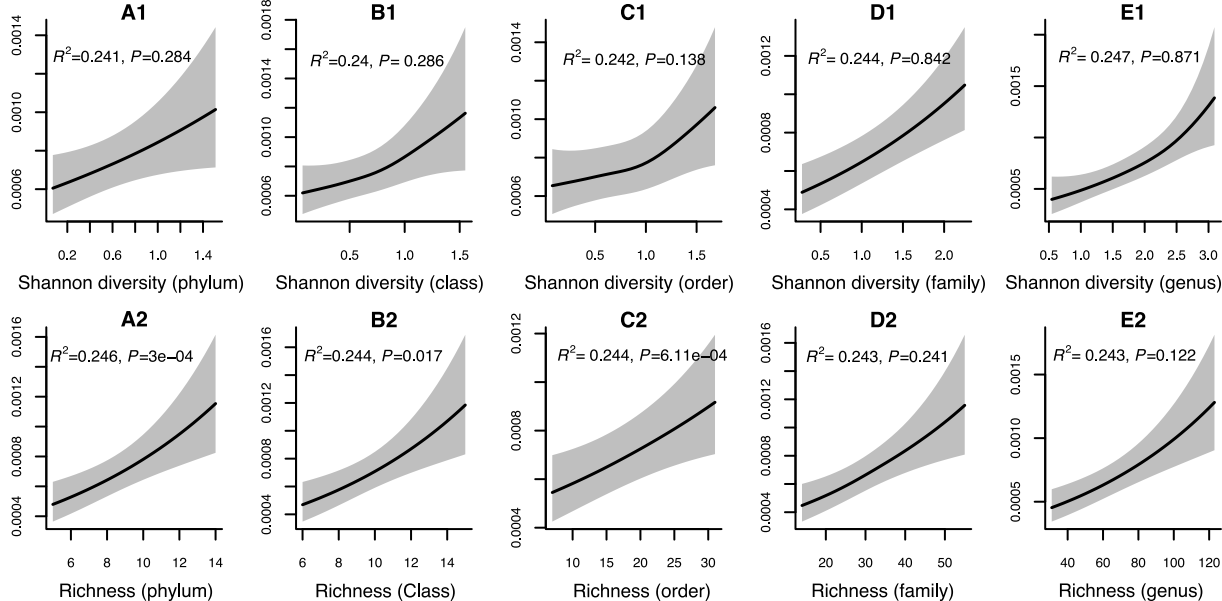 A1
B1
C1
D1
E1
R²=0.241, P=0.284
R²=0.24, P= 0.286
R²= 0.242, P=0.138
R²= 0.244, P=0.842
R²= 0.247, P=0.871
0.0014
0.0010
0.0006
0.0018
0.0014
0.0010
0.0006
0.0014
0.0010
0.0006
0.0012
0.0008
0.0004
0.0015
0.0005
0.2 0.6 1.0 1.4
0.5 1.0 1.5
0.5 1.0 1.5
0.5 1.0 1.5 2.0
0.5 1.0 1.5 2.0 2.5 3.0
Shannon diversity (phylum)
Shannon diversity (class)
Shannon diversity (order)
Shannon diversity (family)
Shannon diversity (genus)
A2
B2
C2
D2
E2
R²=0.246, P=3e−04
R²= 0.244, P=0.017
R²= 0.244, P=6.11e−04
R²= 0.243, P=0.241
R²= 0.243, P=0.122
0.0016
0.0012
0.0008
0.0004
0.0016
0.0012
0.0008
0.0004
0.0012
0.0008
0.0004
0.0016
0.0012
0.0008
0.0004
0.0015
0.0010
0.0005
6 8 10 12 14
6 8 10 12 14
10 15 20 25 30
20 30 40 50
40 60 80 100 120
Richness (phylum)
Richness (Class)
Richness (order)
Richness (family)
Richness (genus)